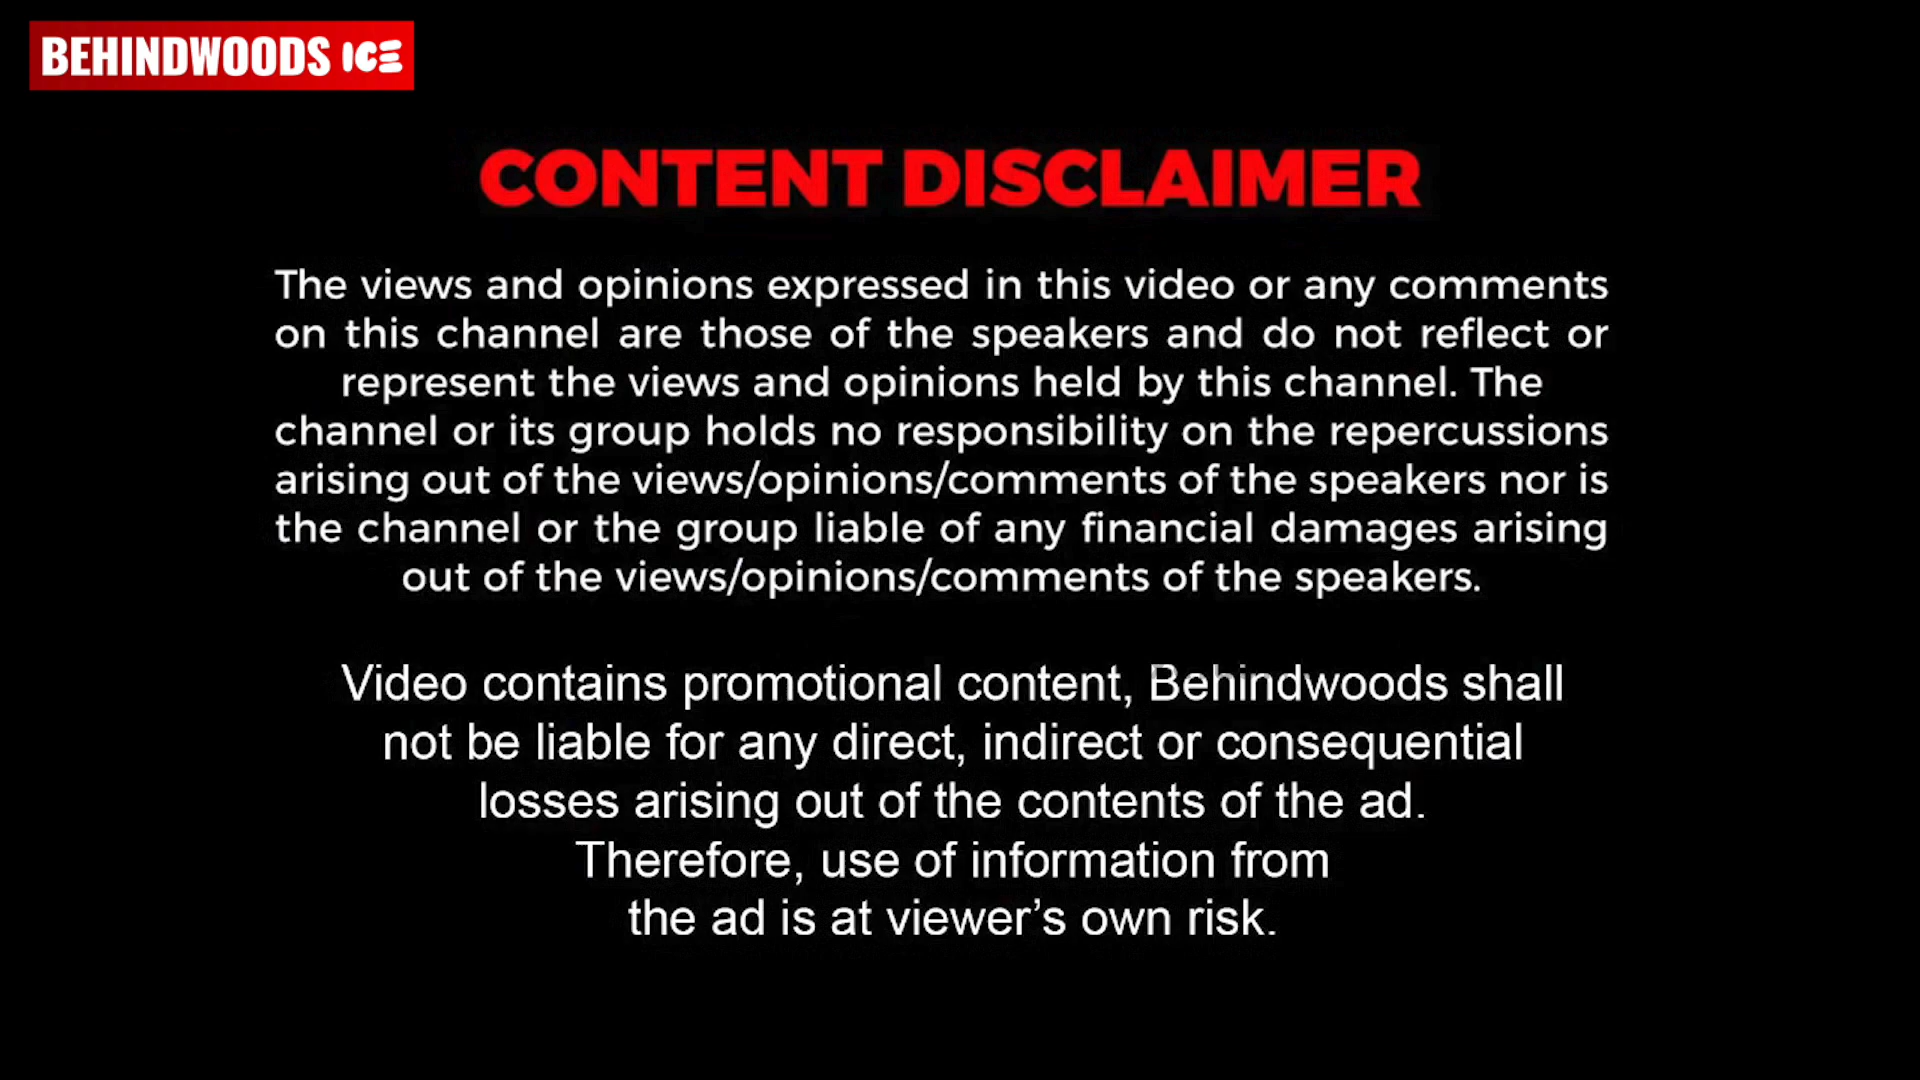 BEHINDWOODS ICE
CONTENT DISCLAIMER
The views and opinions expressed in this video or any comments
on this channel are those of the speakers and do not reflect or
represent the views and opinions held by this channel. The
channel or its group holds no responsibility on the repercussions
arising out of the views/opinions/comments of the speakers nor is
the channel or the group liable of any financial damages arising
out of the views/opinions/comments of the speakers.
Video contains promotional content, Behindwoods shall
not be liable for any direct, indirect or consequential
losses arising out of the contents of the ad.
Therefore, use of information from
the ad is at viewer’s own risk.